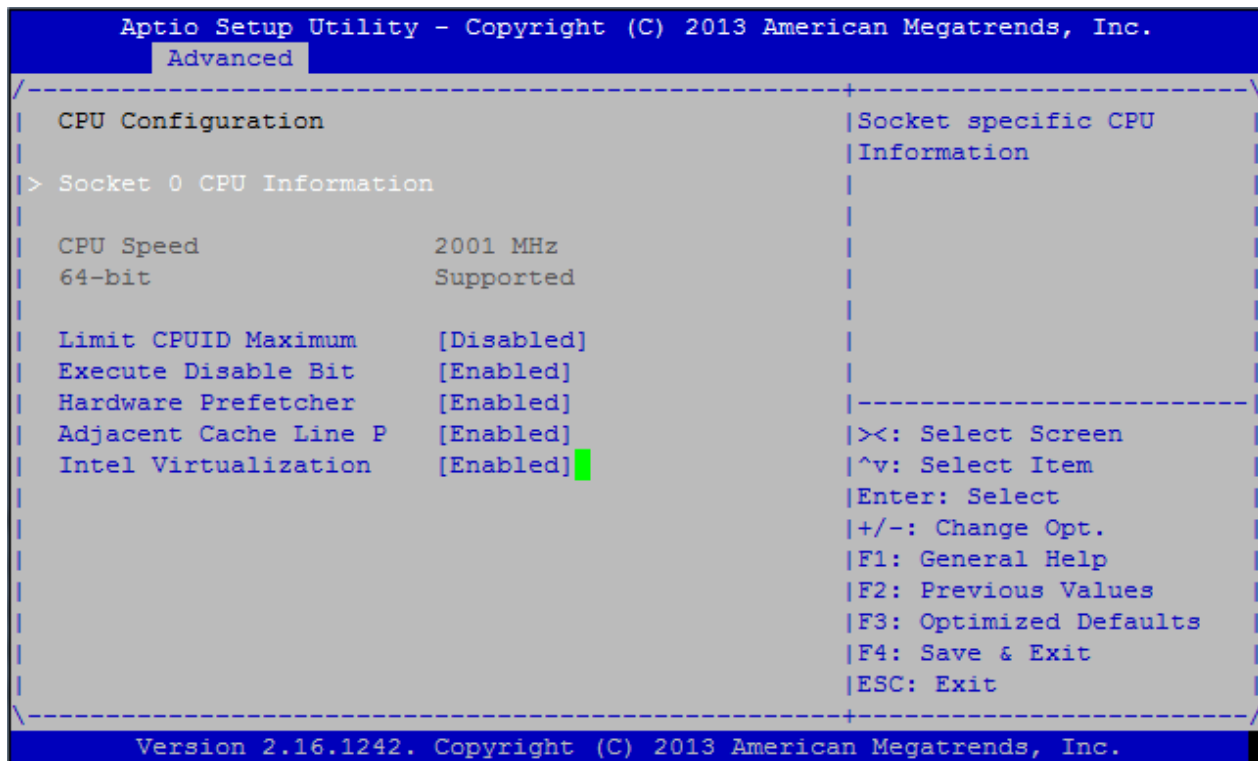 Aptio Setup Utility - Copyright (C) 2013 American Megatrends, Inc.
Advanced
/----------------------------------------------------+-------------------------\
| CPU Configuration |Socket specific CPU |
| |Information |
|> Socket 0 CPU Information | |
| | |
| CPU Speed 2001 MHz | |
| 64-bit Supported | |
| | |
| Limit CPUID Maximum [Disabled] | |
| Execute Disable Bit [Enabled] | |
| Hardware Prefetcher [Enabled] |-------------------------|
| Adjacent Cache Line P [Enabled] |><: Select Screen |
| Intel Virtualization [Enabled] |^v: Select Item |
| |Enter: Select |
| |+/-: Change Opt. |
| |F1: General Help |
| |F2: Previous Values |
| |F3: Optimized Defaults |
| |F4: Save & Exit |
| |ESC: Exit |
\----------------------------------------------------+-------------------------/
Version 2.16.1242. Copyright (C) 2013 American Megatrends, Inc.